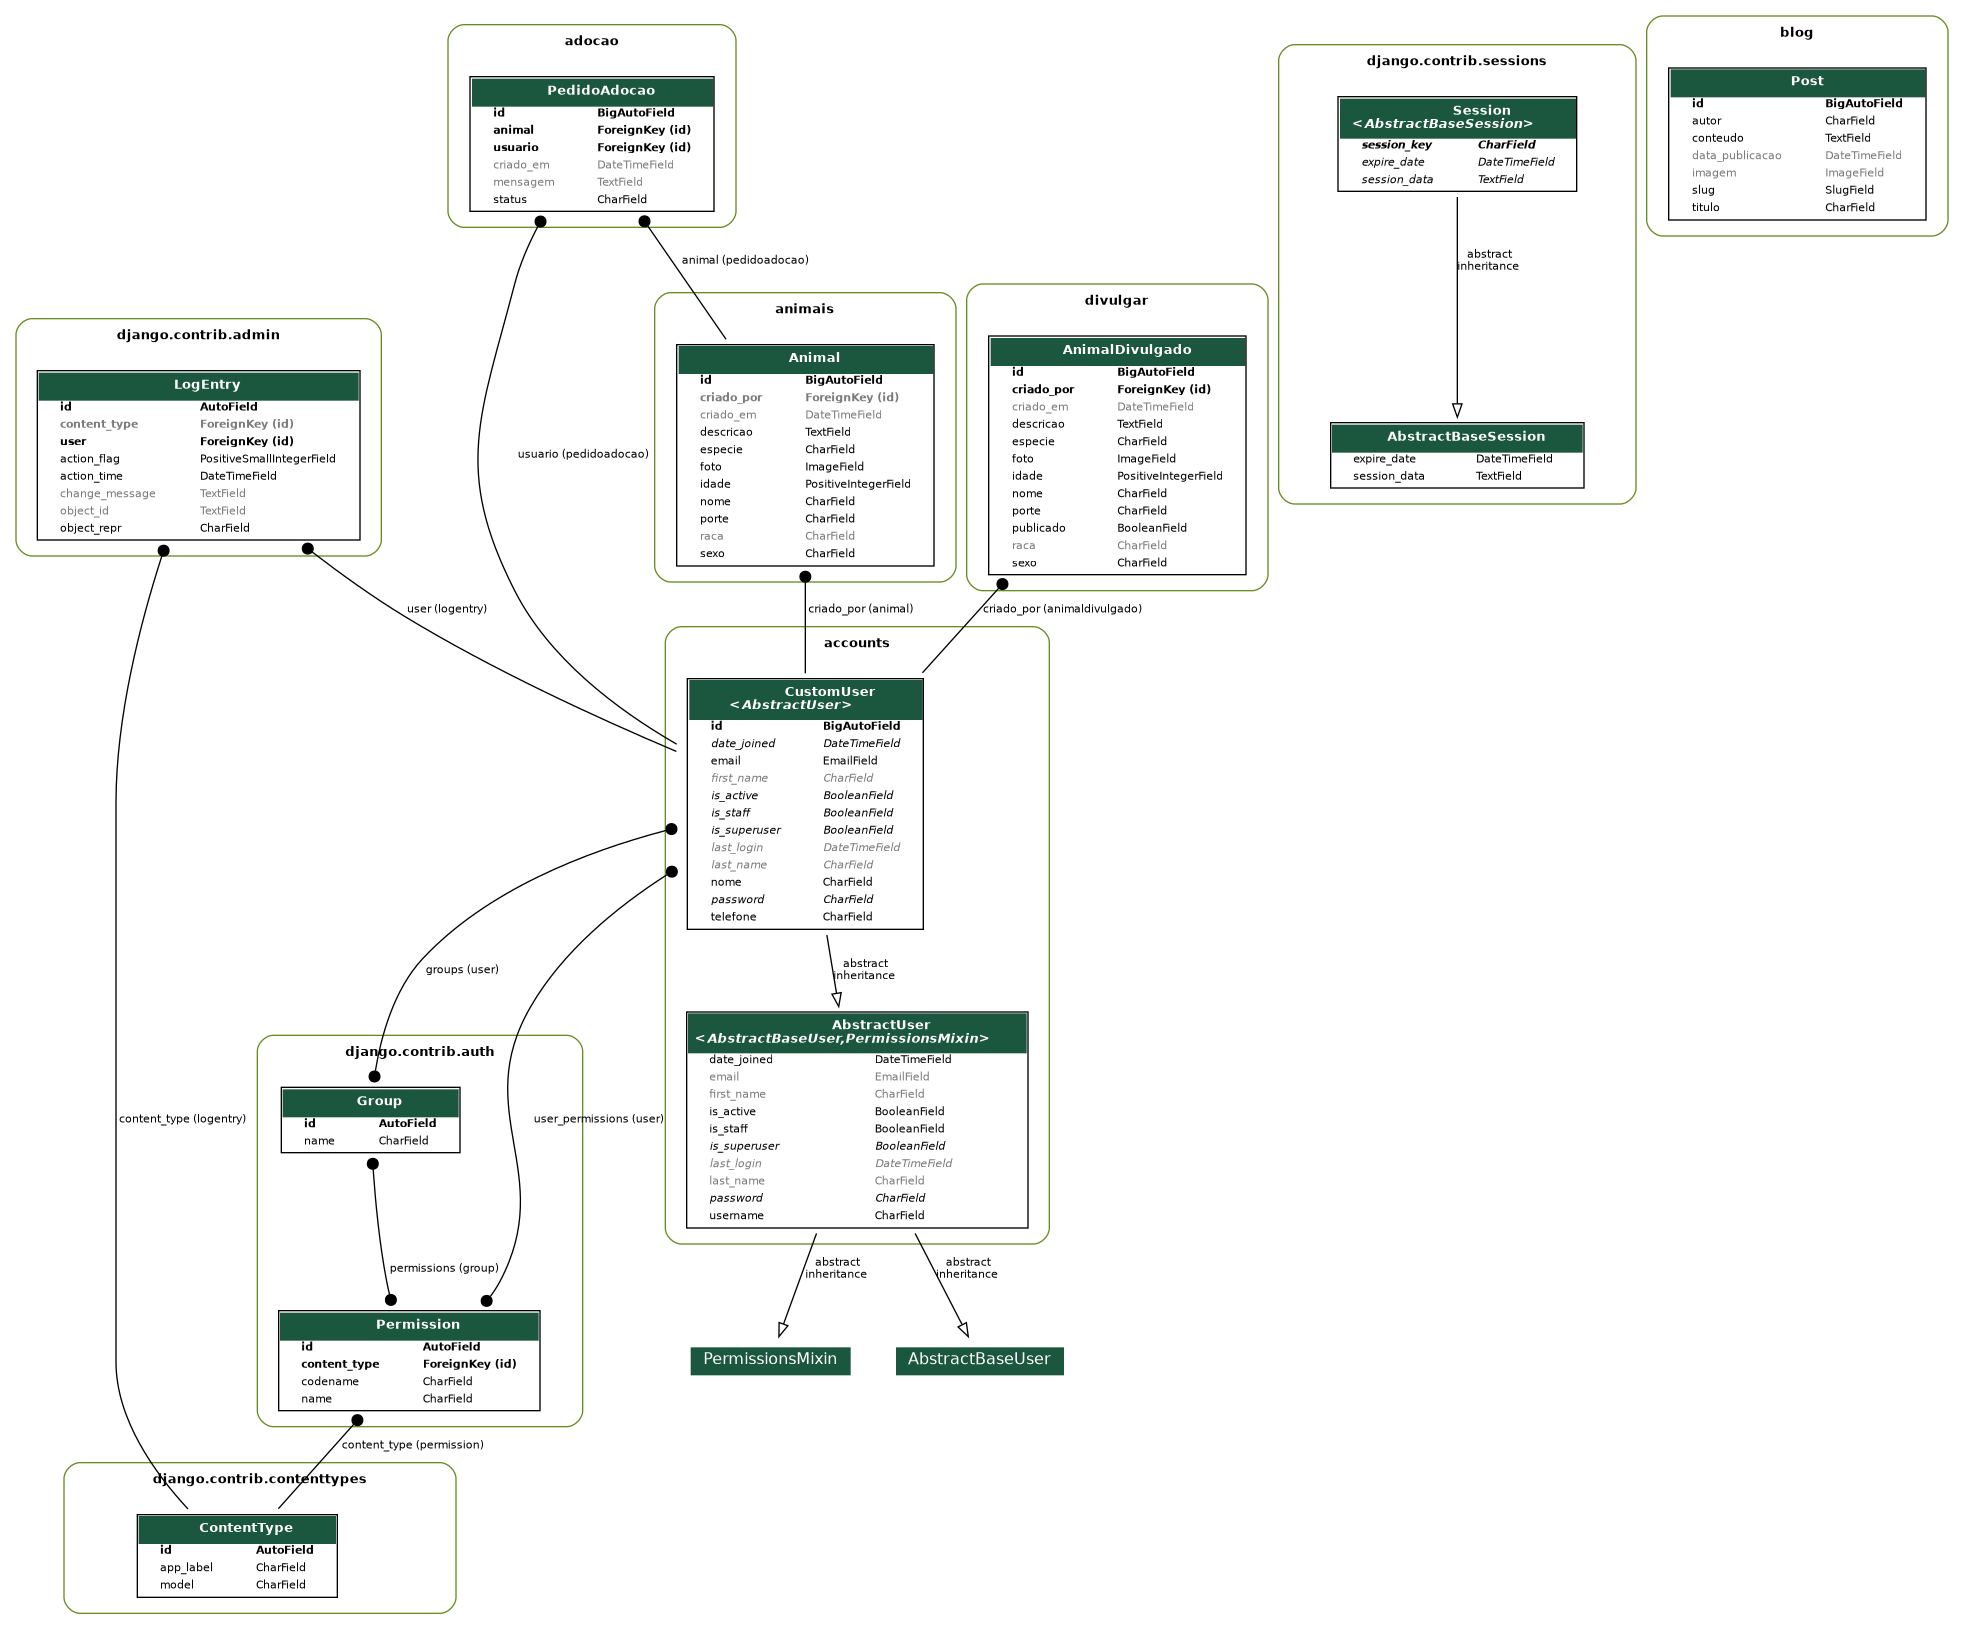 adocao
PedidoAdocao
id BigAutoField
animal ForeignKey (id)
usuario ForeignKey (id)
criado_em DateTimeField
mensagem TextField
status CharField
django.contrib.sessions
Session
<AbstractBaseSession>
session_key CharField
expire_date DateTimeField
session_data TextField
abstract
inheritance
AbstractBaseSession
expire_date DateTimeField
session_data TextField
blog
Post
id BigAutoField
autor CharField
conteudo TextField
data_publicacao DateTimeField
imagem ImageField
slug SlugField
titulo CharField
animal (pedidoadocao)
usuario (pedidoadocao)
django.contrib.admin
LogEntry
id AutoField
content_type ForeignKey (id)
user ForeignKey (id)
action_flag PositiveSmallIntegerField
action_time DateTimeField
change_message TextField
object_id TextField
object_repr CharField
animais
Animal
id BigAutoField
criado_por ForeignKey (id)
criado_em DateTimeField
descricao TextField
especie CharField
foto ImageField
idade PositiveIntegerField
nome CharField
porte CharField
raca CharField
sexo CharField
divulgar
AnimalDivulgado
id BigAutoField
criado_por ForeignKey (id)
criado_em DateTimeField
descricao TextField
especie CharField
foto ImageField
idade PositiveIntegerField
nome CharField
porte CharField
publicado BooleanField
raca CharField
sexo CharField
user (logentry)
criado_por (animal)
criado_por (animaldivulgado)
accounts
CustomUser
<AbstractUser>
id BigAutoField
date_joined DateTimeField
email EmailField
first_name CharField
is_active BooleanField
is_staff BooleanField
is_superuser BooleanField
last_login DateTimeField
last_name CharField
nome CharField
password CharField
telefone CharField
abstract
inheritance
AbstractUser
<AbstractBaseUser,PermissionsMixin>
date_joined DateTimeField
email EmailField
first_name CharField
is_active BooleanField
is_staff BooleanField
is_superuser BooleanField
last_login DateTimeField
last_name CharField
password CharField
username CharField
abstract
inheritance
abstract
inheritance
PermissionsMixin
AbstractBaseUser
groups (user)
user_permissions (user)
content_type (logentry)
django.contrib.auth
Group
id AutoField
name CharField
permissions (group)
Permission
id AutoField
content_type ForeignKey (id)
codename CharField
name CharField
content_type (permission)
django.contrib.contenttypes
ContentType
id AutoField
app_label CharField
model CharField